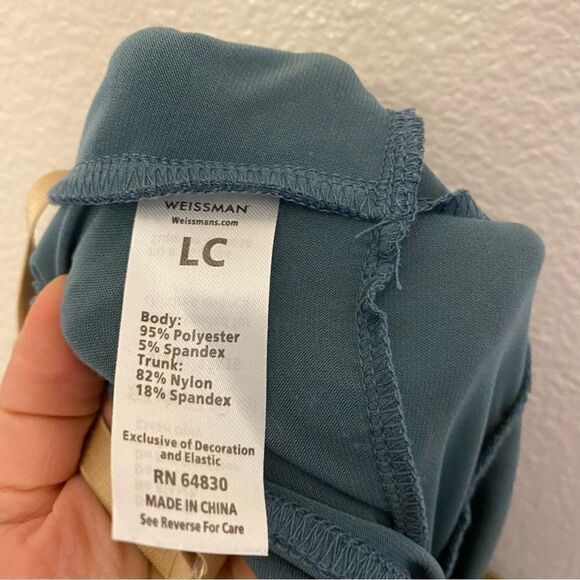 WEISSMAN
Weissmans.com
LC
Body:
95% Polyester
5% Spandex
Trunk:
82% Nylon
18% Spandex
Exclusive of Decoration
and Elastic
RN 64830
MADE IN CHINA
See Reverse For Care